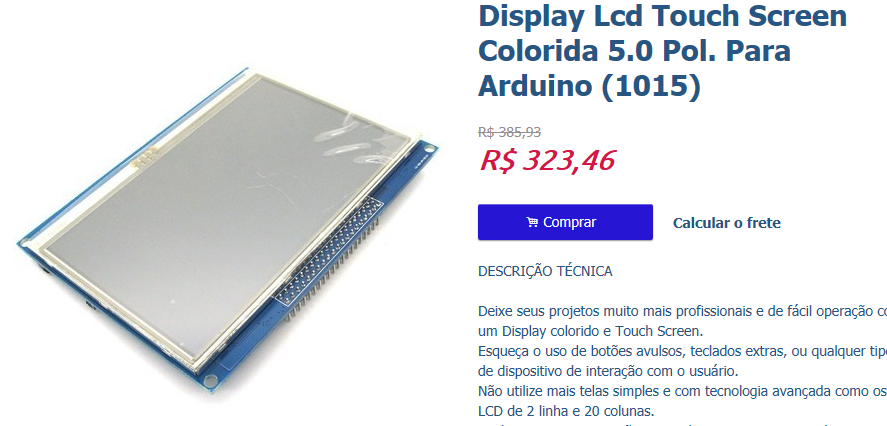 Display Lcd Touch Screen
Colorida 5.0 Pol. Para
Arduino (1015)
R$ 385,93
R$ 323,46
Comprar
Calcular o frete
DESCRIÇÃO TÉCNICA
Deixe seus projetos muito mais profissionais e de fácil operação co
um Display colorido e Touch Screen.
Esqueça o uso de botões avulsos, teclados extras, ou qualquer tipo
de dispositivo de interação com o usuário.
Não utilize mais telas simples e com tecnologia avançada como os
LCD de 2 linha e 20 colunas.